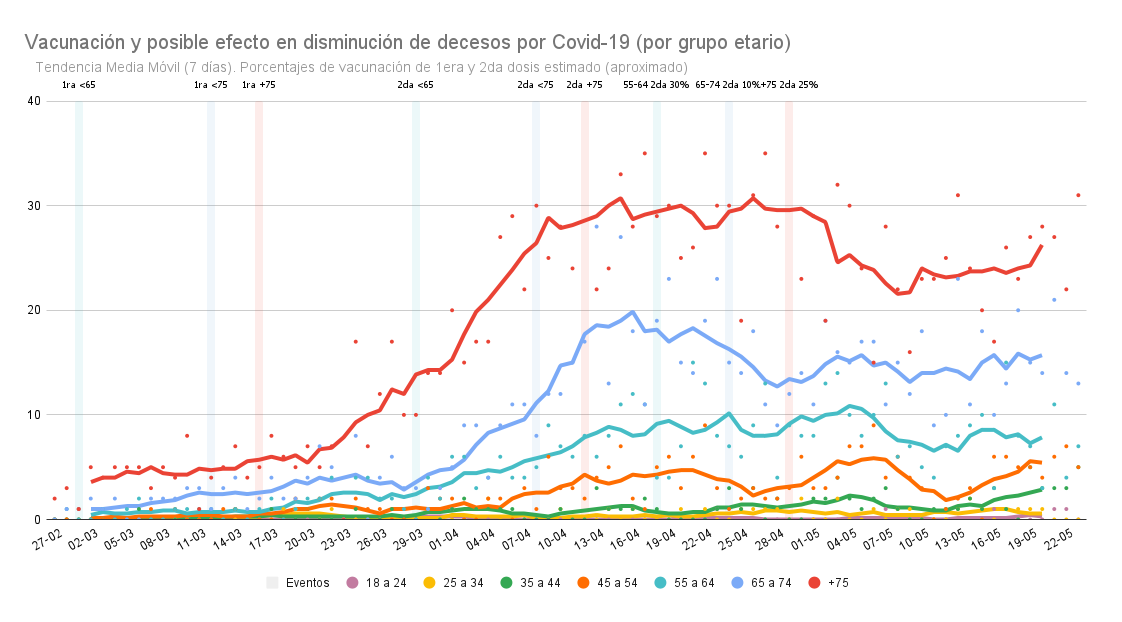 Vacunación y posible efecto en disminución de decesos por Covid-19 (por grupo etario)
Tendencia Media Móvil (7 días). Porcentajes de vacunación de 1era y 2da dosis estimado (aproximado)
1ra <65 1ra <75 1ra +75 2da <65 2da <75 2da +75 55-64 2da 30% 65-74 2da 10% +75 2da 25%
40
30
20
10
0
27-02 02-03 05-03 08-03 11-03 14-03 17-03 20-03 23-03 26-03 29-03 01-04 04-04 07-04 10-04 13-04 16-04 19-04 22-04 25-04 28-04 01-05 04-05 07-05 10-05 13-05 16-05 19-05 22-05
Eventos 18 a 24 25 a 34 35 a 44 45 a 54 55 a 64 65 a 74 +75